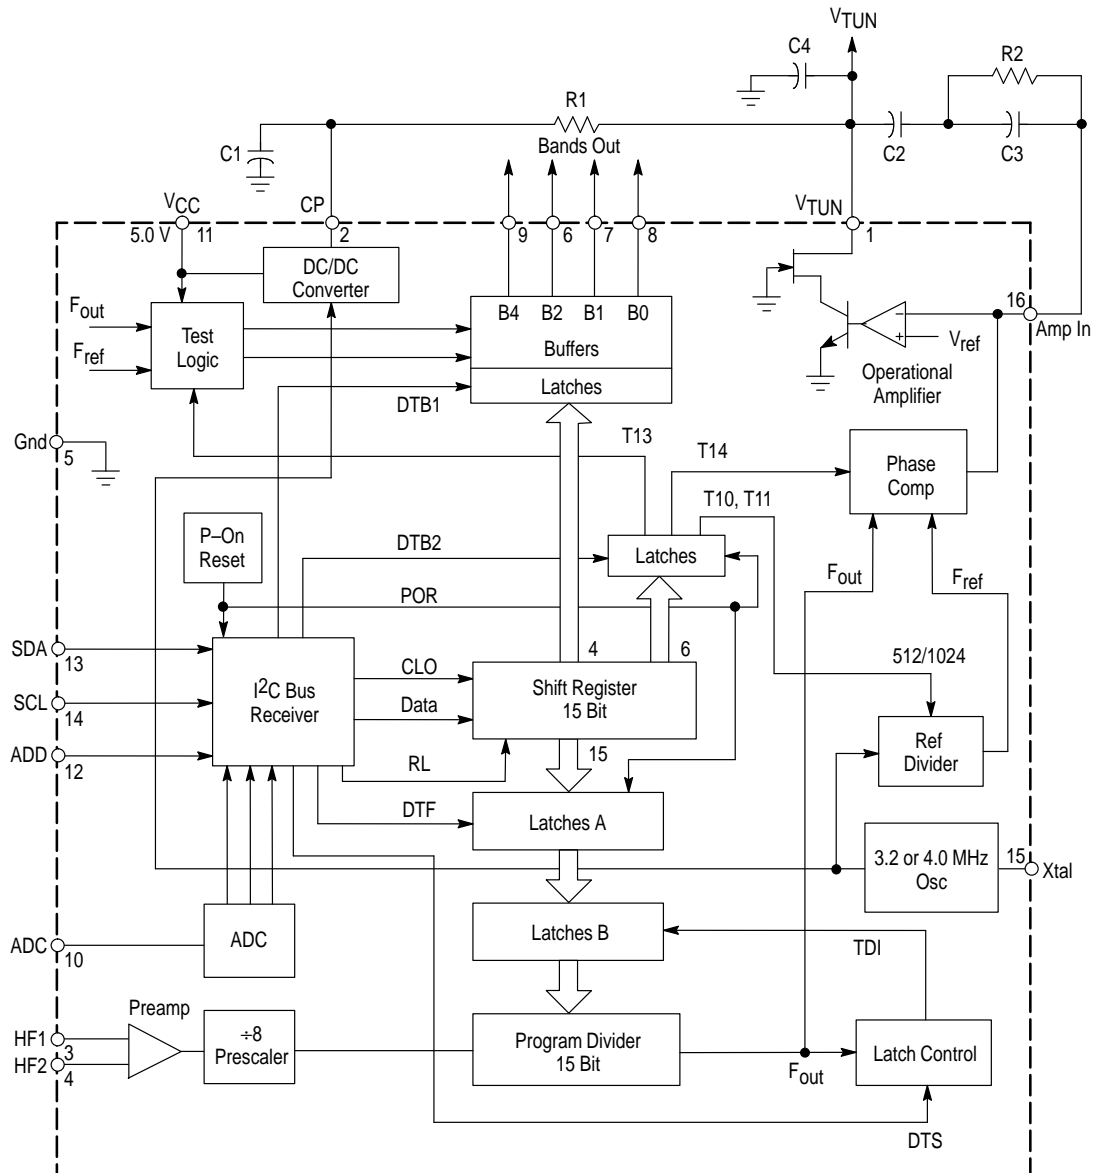 VTUN
C4
R2
R1
Bands Out
C1
C2
C3
VCC
5.0 V
11
CP
2
9
6
7
8
VTUN
1
DC/DC
Converter
Fout
Fref
Test
Logic
B4 B2 B1 B0
Buffers
Latches
DTB1
16
Amp In
Vref
Operational
Amplifier
Gnd
5
T13
T14
Phase
Comp
T10, T11
P–On
Reset
DTB2
Latches
POR
Fout
Fref
SDA
13
SCL
14
ADD
12
I2C Bus
Receiver
CLO
Data
RL
DTF
4
6
Shift Register
15 Bit
15
512/1024
Ref
Divider
Latches A
3.2 or 4.0 MHz
Osc
15
Xtal
ADC
10
ADC
Latches B
TDI
Preamp
HF1
3
HF2
4
÷8
Prescaler
Program Divider
15 Bit
Fout
Latch Control
DTS